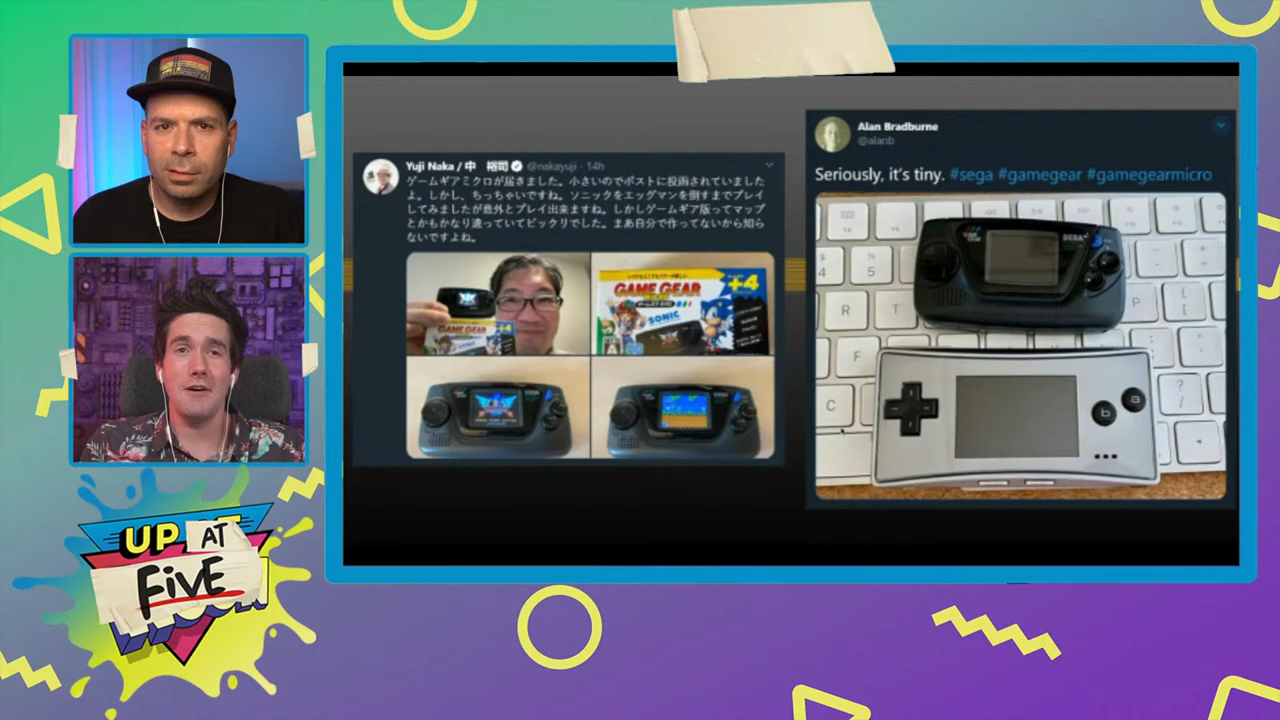 Yuji Naka / 中 裕司 @nakayuji · 14h
ゲームギアミクロが届きました。小さいのでポストに投函されていました
よ。しかし、ちっちゃいですね。ソニックをエッグマンを倒すまでプレイ
してみましたが意外とプレイ出来ますね。しかしゲームギア版ってマップ
とかもかなり違っていてビックリでした。まあ自分で作ってないから知ら
ないですよね。
GAME GEAR
+4
SONIC
GAME GEAR
+4
SONIC
Alan Bradburne
@alanb
Seriously, it's tiny. #sega #gamegear #gamegearmicro
SEGA
4
5
R
T
P
F
C
?
/
b
a
UP AT
FiVE